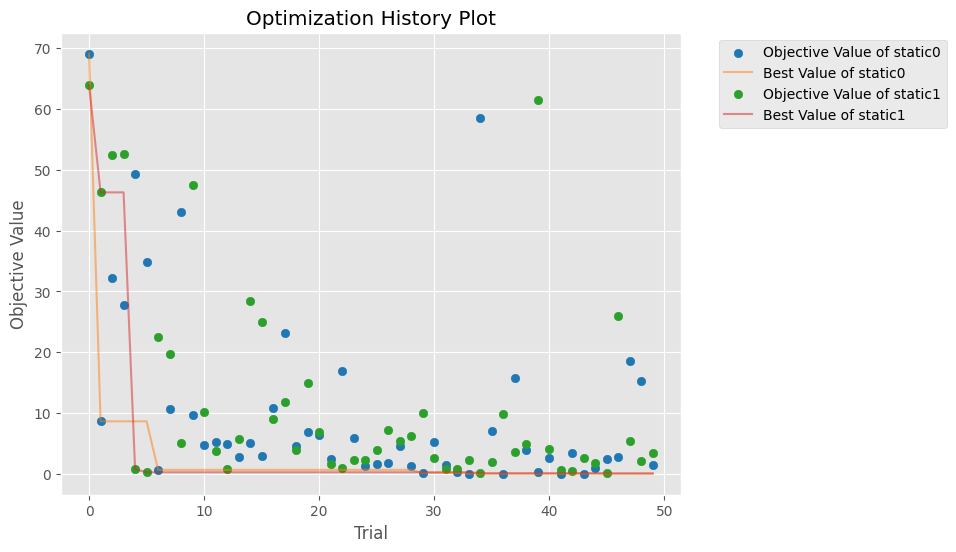 Optimization History Plot
Objective Value of static0
Best Value of static0
Objective Value of static1
Best Value of static1
Objective Value
70
60
50
40
30
20
10
0
0
10
20
30
40
50
Trial